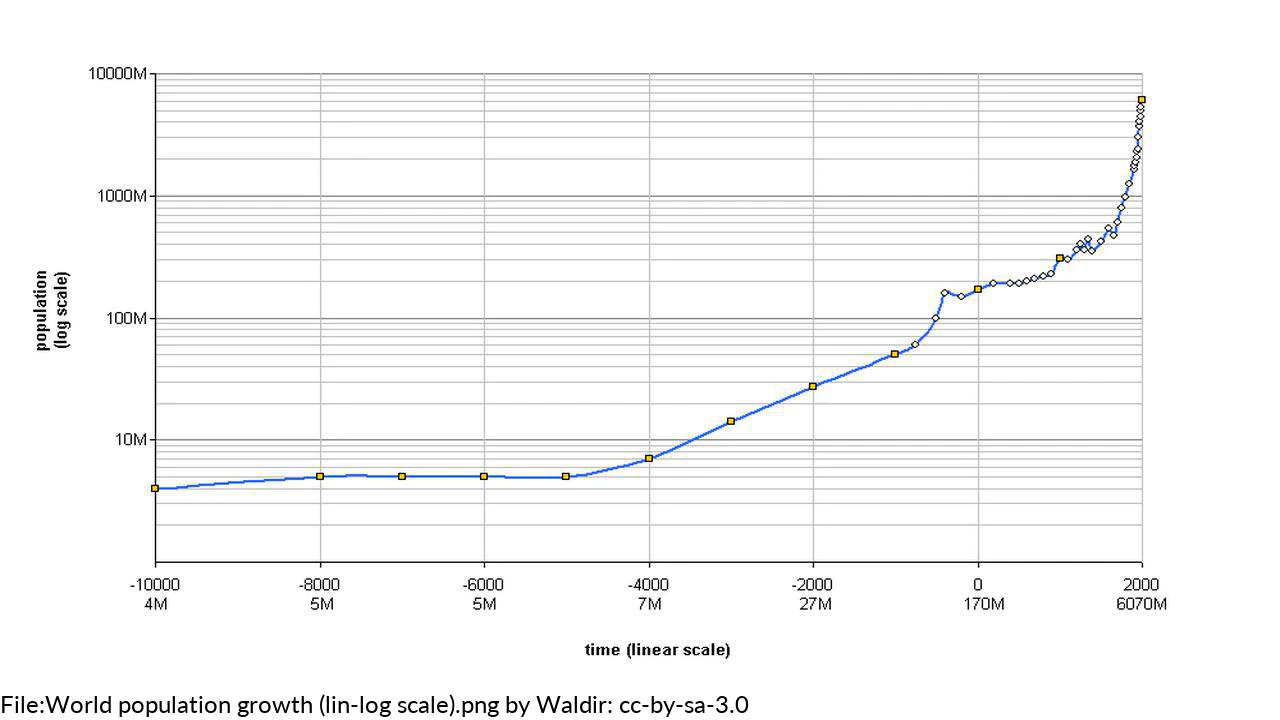 10000M
1000M
100M
10M
population
(log scale)
-10000 -8000 -6000 -4000 -2000 0 2000
4M 5M 5M 7M 27M 170M 6070M
time (linear scale)
File:World population growth (lin-log scale).png by Waldir: cc-by-sa-3.0